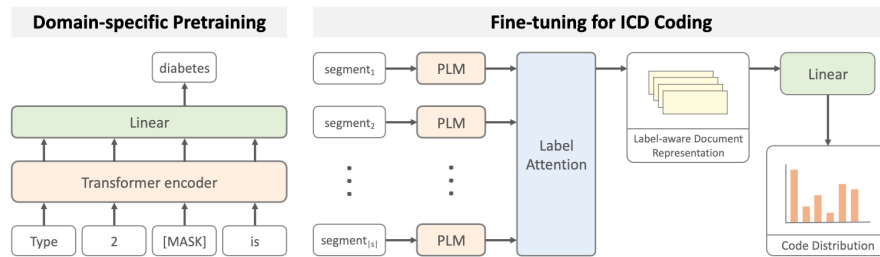 Domain-specific Pretraining
diabetes
Linear
Transformer encoder
Type 2 [MASK] is
Fine-tuning for ICD Coding
segment₁ PLM
segment₂ PLM
segment|s| PLM
Label
Attention
Label-aware Document
Representation
Linear
Code Distribution